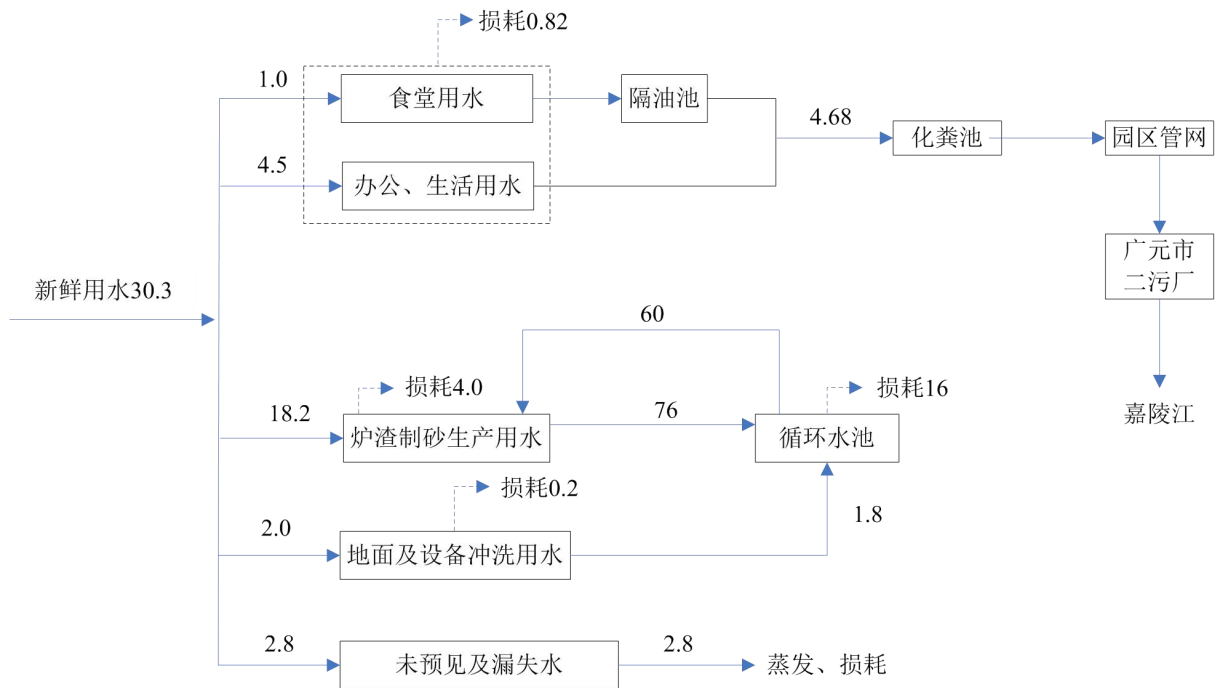 损耗0.82
1.0
食堂用水
隔油池
4.68
化粪池
园区管网
4.5
办公、生活用水
广元市
二污厂
新鲜用水30.3
60
损耗4.0
损耗16
嘉陵江
18.2
炉渣制砂生产用水
76
循环水池
损耗0.2
1.8
2.0
地面及设备冲洗用水
2.8
未预见及漏失水
2.8
蒸发、损耗